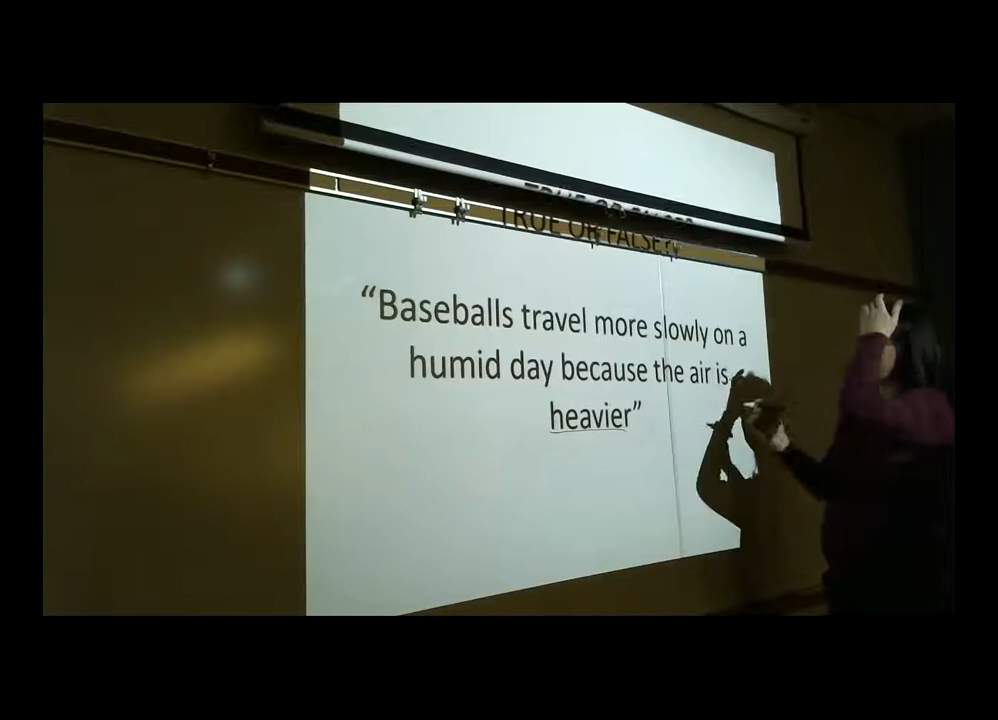 TRUE OR FALSE?
“Baseballs travel more slowly on a
humid day because the air is
heavier”